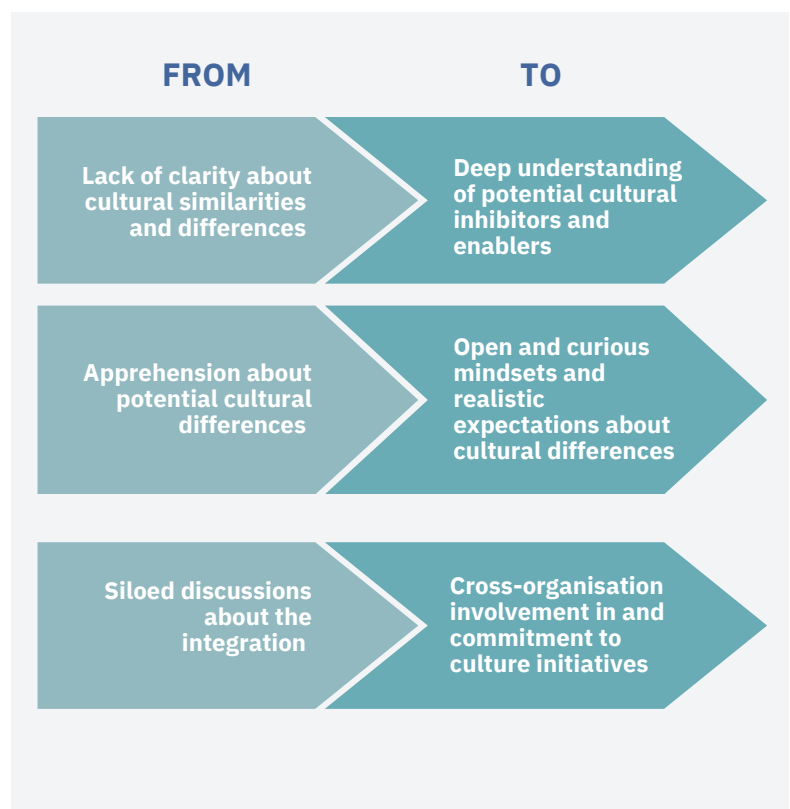 FROM
TO
Lack of clarity about
cultural similarities
and differences
Deep understanding
of potential cultural
inhibitors and
enablers
Apprehension about
potential cultural
differences
Open and curious
mindsets and
realistic
expectations about
cultural differences
Siloed discussions
about the
integration
Cross-organisation
involvement in and
commitment to
culture initiatives